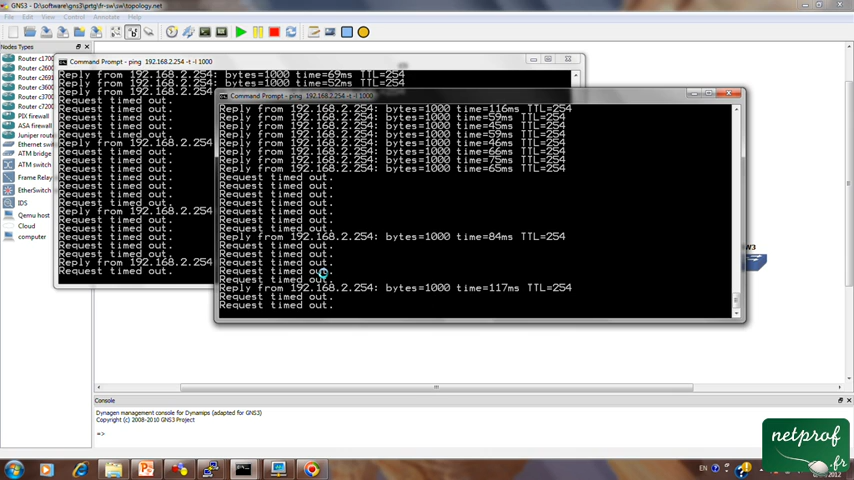 GNS3 - D:\software\gns3\prtg\fr-sw\sw\topology.net
File Edit View Control Annotate Help
Nodes Types
Router c1700
Router c2600
Router c2691
Router c3600
Router c3700
Router c7200
PIX firewall
ASA firewall
Juniper router
Ethernet switch
ATM bridge
ATM switch
Frame Relay
EtherSwitch
IDS
Qemu host
Cloud
computer
Command Prompt - ping 192.168.2.254 -t -l 1000
Reply from 192.168.2.254: bytes=1000 time=69ms TTL=254
Reply from 192.168.2.254: bytes=1000 time=52ms TTL=254
Reply from 192.168.2.254
Request timed out.
Request timed out.
Request timed out.
Request timed out.
Reply from 192.168.2.254
Request timed out.
Request timed out.
Request timed out.
Request timed out.
Request timed out.
Request timed out.
Request timed out.
Reply from 192.168.2.254
Request timed out.
Request timed out.
Request timed out.
Request timed out.
Request timed out.
Reply from 192.168.2.254
Request timed out.
Command Prompt - ping 192.168.2.254 -t -l 1000
Reply from 192.168.2.254: bytes=1000 time=116ms TTL=254
Reply from 192.168.2.254: bytes=1000 time=59ms TTL=254
Reply from 192.168.2.254: bytes=1000 time=45ms TTL=254
Reply from 192.168.2.254: bytes=1000 time=59ms TTL=254
Reply from 192.168.2.254: bytes=1000 time=46ms TTL=254
Reply from 192.168.2.254: bytes=1000 time=66ms TTL=254
Reply from 192.168.2.254: bytes=1000 time=75ms TTL=254
Reply from 192.168.2.254: bytes=1000 time=65ms TTL=254
Request timed out.
Request timed out.
Request timed out.
Request timed out.
Request timed out.
Request timed out.
Request timed out.
Reply from 192.168.2.254: bytes=1000 time=84ms TTL=254
Request timed out.
Request timed out.
Request timed out.
Request timed out.
Request timed out.
Reply from 192.168.2.254: bytes=1000 time=117ms TTL=254
Request timed out.
Request timed out.
SW3
Console
Dynagen management console for Dynamips (adapted for GNS3)
Copyright (c) 2008-2010 GNS3 Project
=>
EN
2012
netprof
.fr